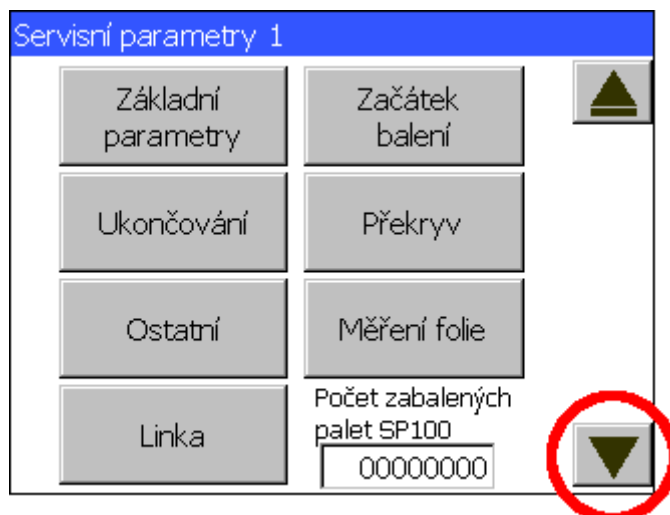 Servisní parametry 1
Základní
parametry
Začátek
balení
Ukončování
Překryv
Ostatní
Měření folie
Linka
Počet zabalených
palet SP100
00000000